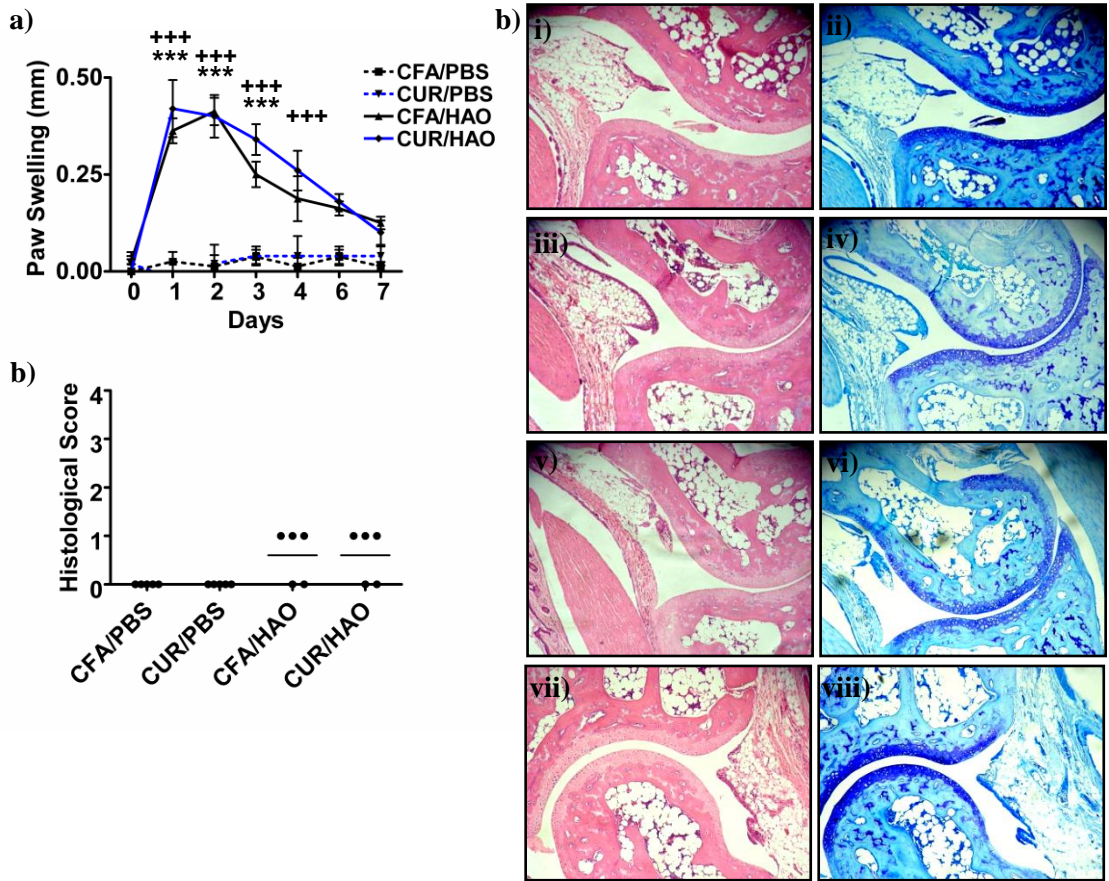 a)
+++
***
+++
***
+++
***
+++
Paw Swelling (mm)
0.50
0.25
0.00
0 1 2 3 4 6 7
Days
CFA/PBS
CUR/PBS
CFA/HAO
CUR/HAO
b)
Histological Score
4
3
2
1
0
CFA/PBS
CUR/PBS
CFA/HAO
CUR/HAO
b)
i)
ii)
iii)
iv)
v)
vi)
vii)
viii)